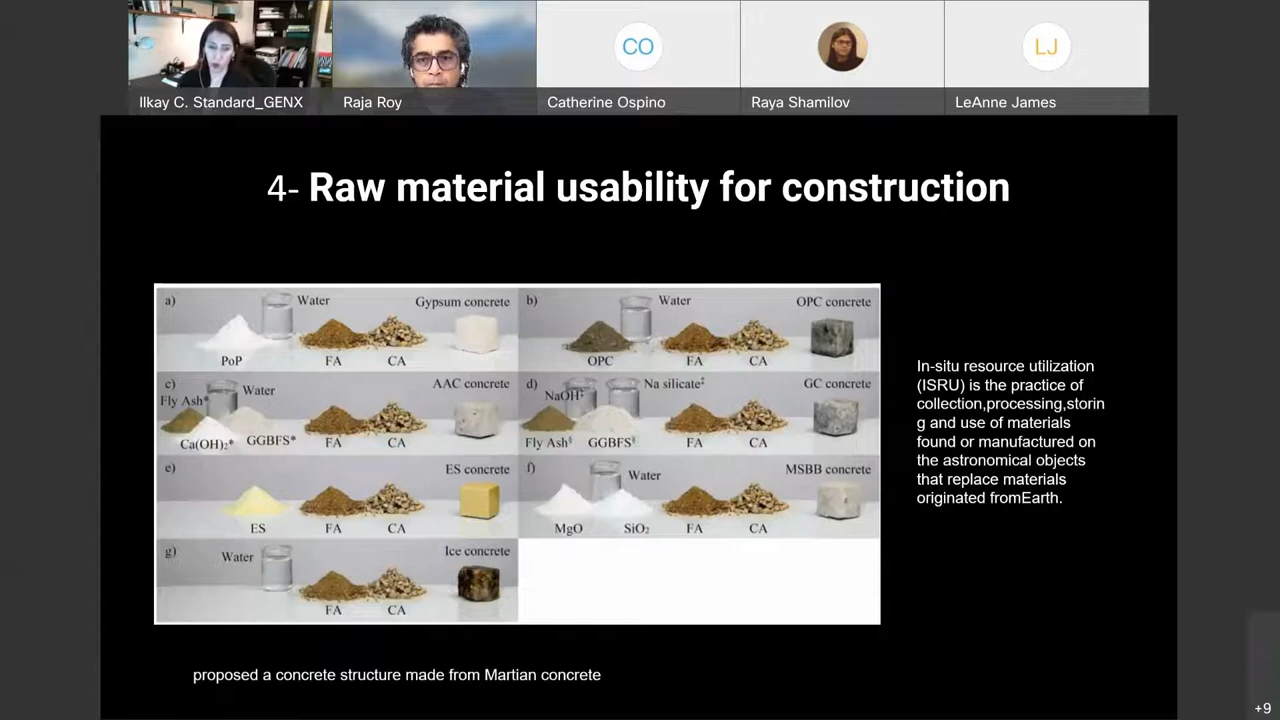 Ilkay C. Standard_GENX
Raja Roy
CO
Catherine Ospino
Raya Shamilov
LJ
LeAnne James
4- Raw material usability for construction
a)
Water
Gypsum concrete
PoP
FA
CA
b)
Water
OPC concrete
OPC
FA
CA
c)
Water
AAC concrete
Fly Ash*
Ca(OH)₂*
GGBFS*
FA
CA
d)
Na silicate‡
GC concrete
NaOH‡
Fly Ash§
GGBFS§
FA
CA
e)
ES concrete
ES
FA
CA
f)
Water
MSBB concrete
MgO
SiO₂
FA
CA
g)
Water
Ice concrete
FA
CA
In-situ resource utilization
(ISRU) is the practice of
collection,processing,storin
g and use of materials
found or manufactured on
the astronomical objects
that replace materials
originated fromEarth.
proposed a concrete structure made from Martian concrete
+9